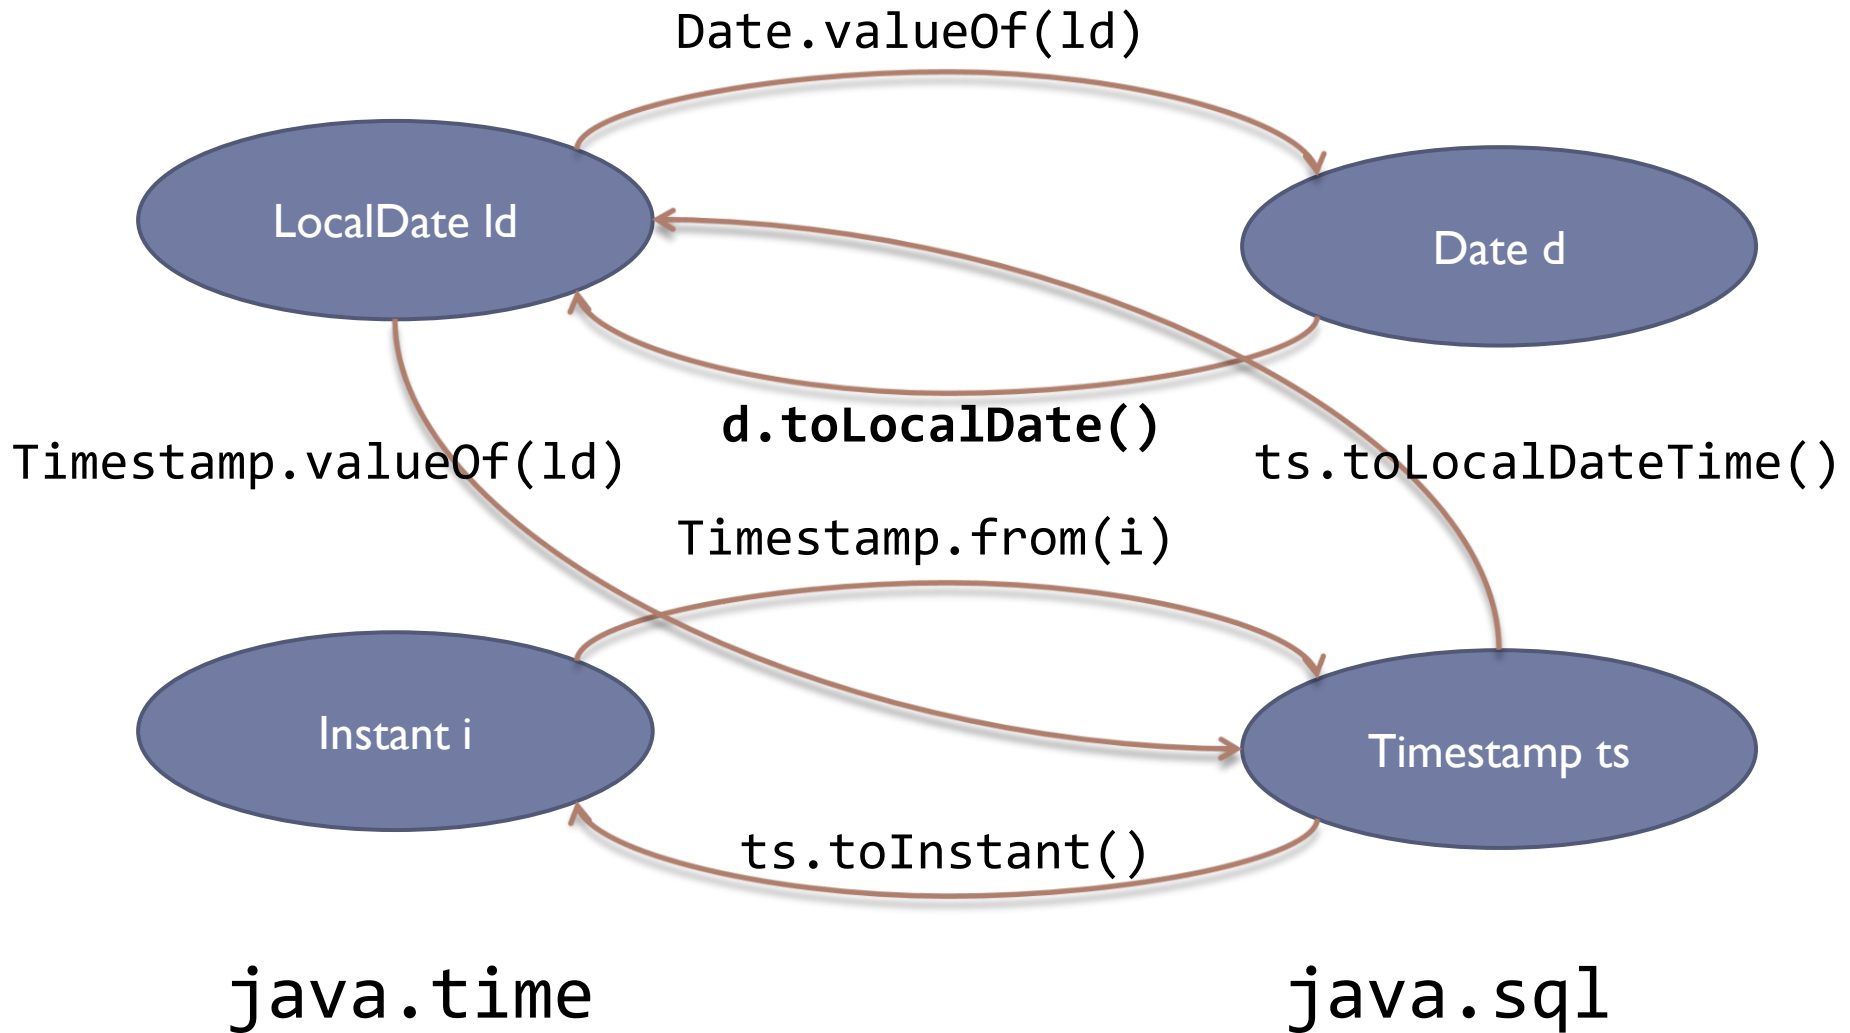 Date.valueOf(ld)
LocalDate ld
Date d
d.toLocalDate()
Timestamp.valueOf(ld)
ts.toLocalDateTime()
Timestamp.from(i)
Instant i
Timestamp ts
ts.toInstant()
java.time
java.sql